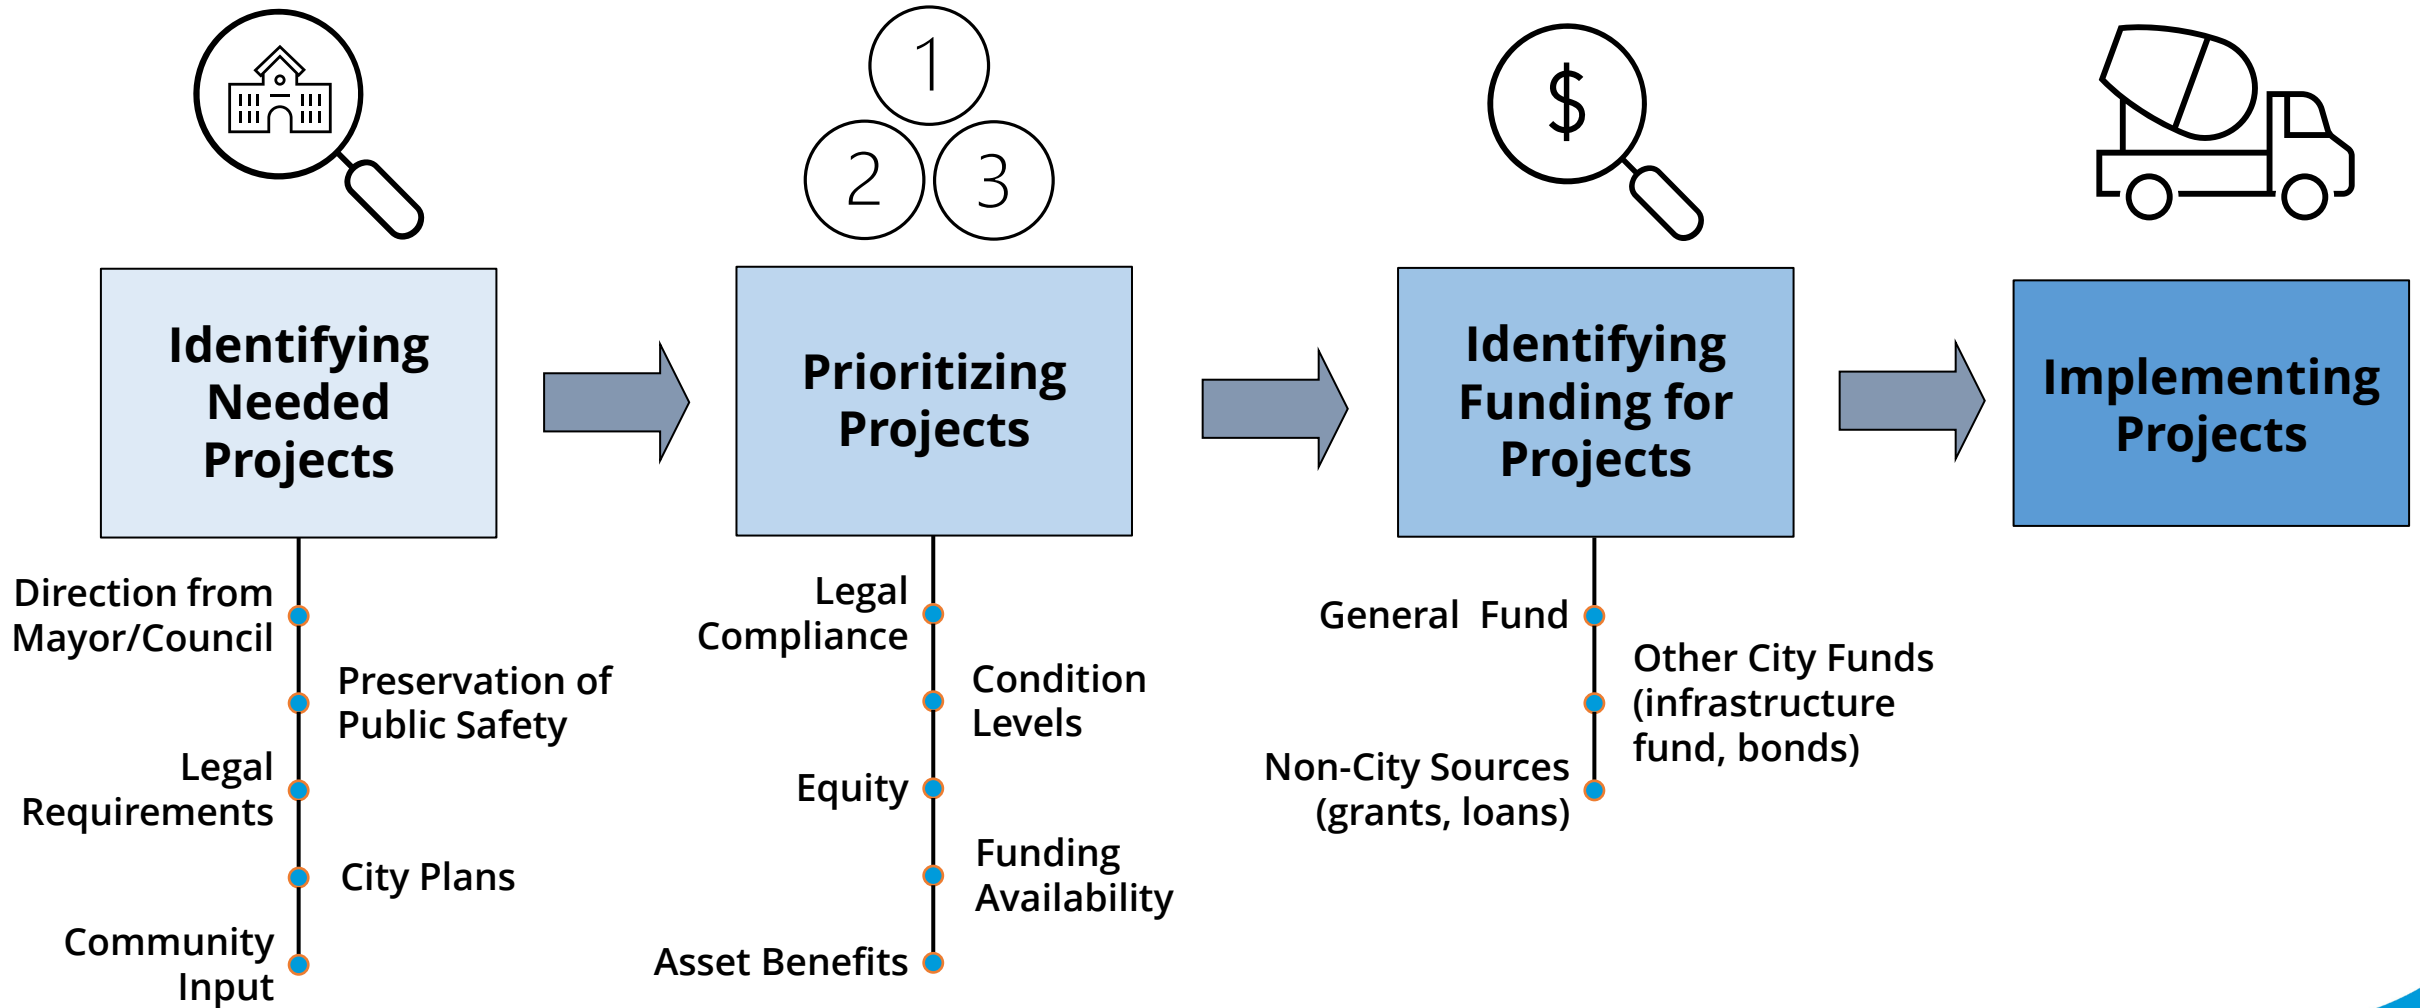 1
2
3
$
Identifying
Needed
Projects
Prioritizing
Projects
Identifying
Funding for
Projects
Implementing
Projects
Direction from
Mayor/Council
Preservation of
Public Safety
Legal
Requirements
City Plans
Community
Input
Legal
Compliance
Condition
Levels
Equity
Funding
Availability
Asset Benefits
General  Fund
Other City Funds
(infrastructure
fund, bonds)
Non-City Sources
(grants, loans)